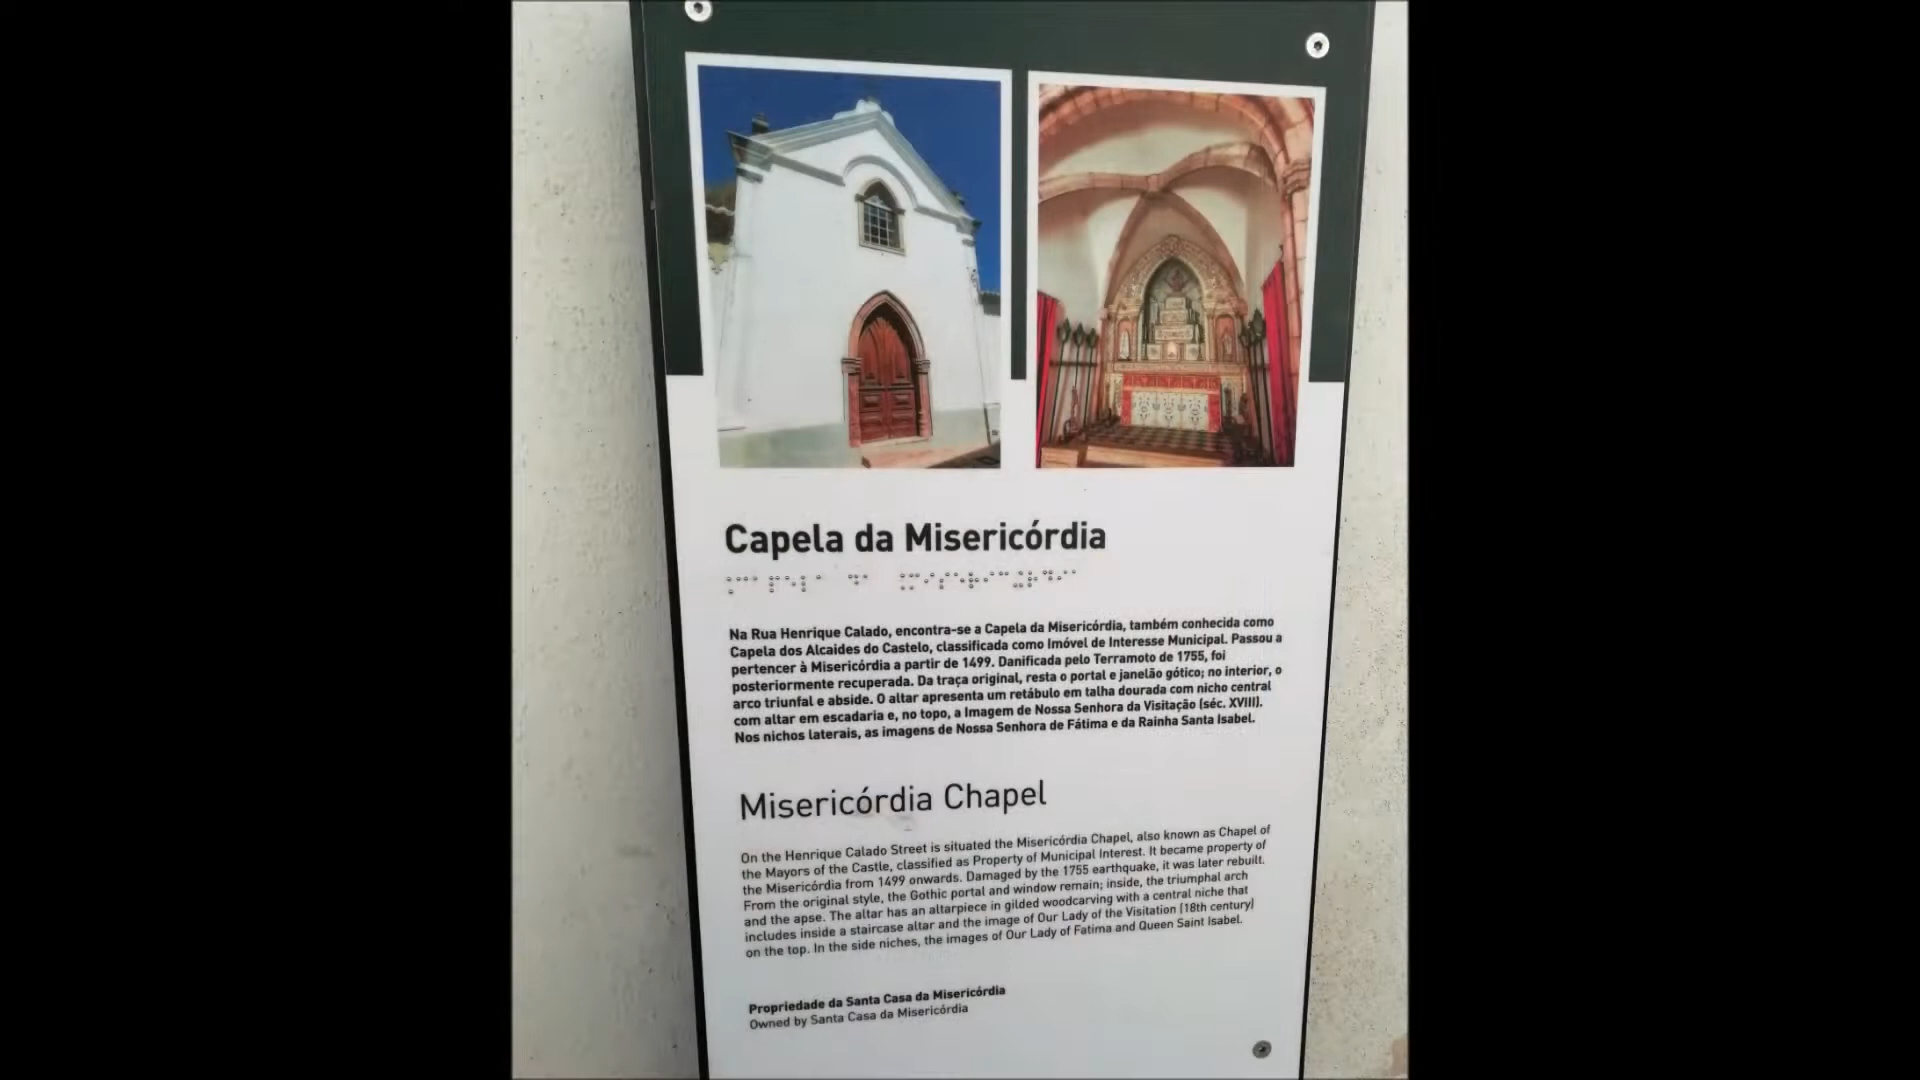 Capela da Misericórdia
Na Rua Henrique Calado, encontra-se a Capela da Misericórdia, também conhecida como
Capela dos Alcaides do Castelo, classificada como Imóvel de Interesse Municipal. Passou a
pertencer à Misericórdia a partir de 1499. Danificada pelo Terramoto de 1755, foi
posteriormente recuperada. Da traça original, resta o portal e janelão gótico; no interior, o
arco triunfal e abside. O altar apresenta um retábulo em talha dourada com nicho central
com altar em escadaria e, no topo, a Imagem de Nossa Senhora da Visitação (séc. XVIII).
Nos nichos laterais, as imagens de Nossa Senhora de Fátima e da Rainha Santa Isabel.
Misericórdia Chapel
On the Henrique Calado Street is situated the Misericórdia Chapel, also known as Chapel of
the Mayors of the Castle, classified as Property of Municipal Interest. It became property of
the Misericórdia from 1499 onwards. Damaged by the 1755 earthquake, it was later rebuilt.
From the original style, the Gothic portal and window remain; inside, the triumphal arch
and the apse. The altar has an altarpiece in gilded woodcarving with a central niche that
includes inside a staircase altar and the image of Our Lady of the Visitation (18th century)
on the top. In the side niches, the images of Our Lady of Fatima and Queen Saint Isabel.
Propriedade da Santa Casa da Misericórdia
Owned by Santa Casa da Misericórdia